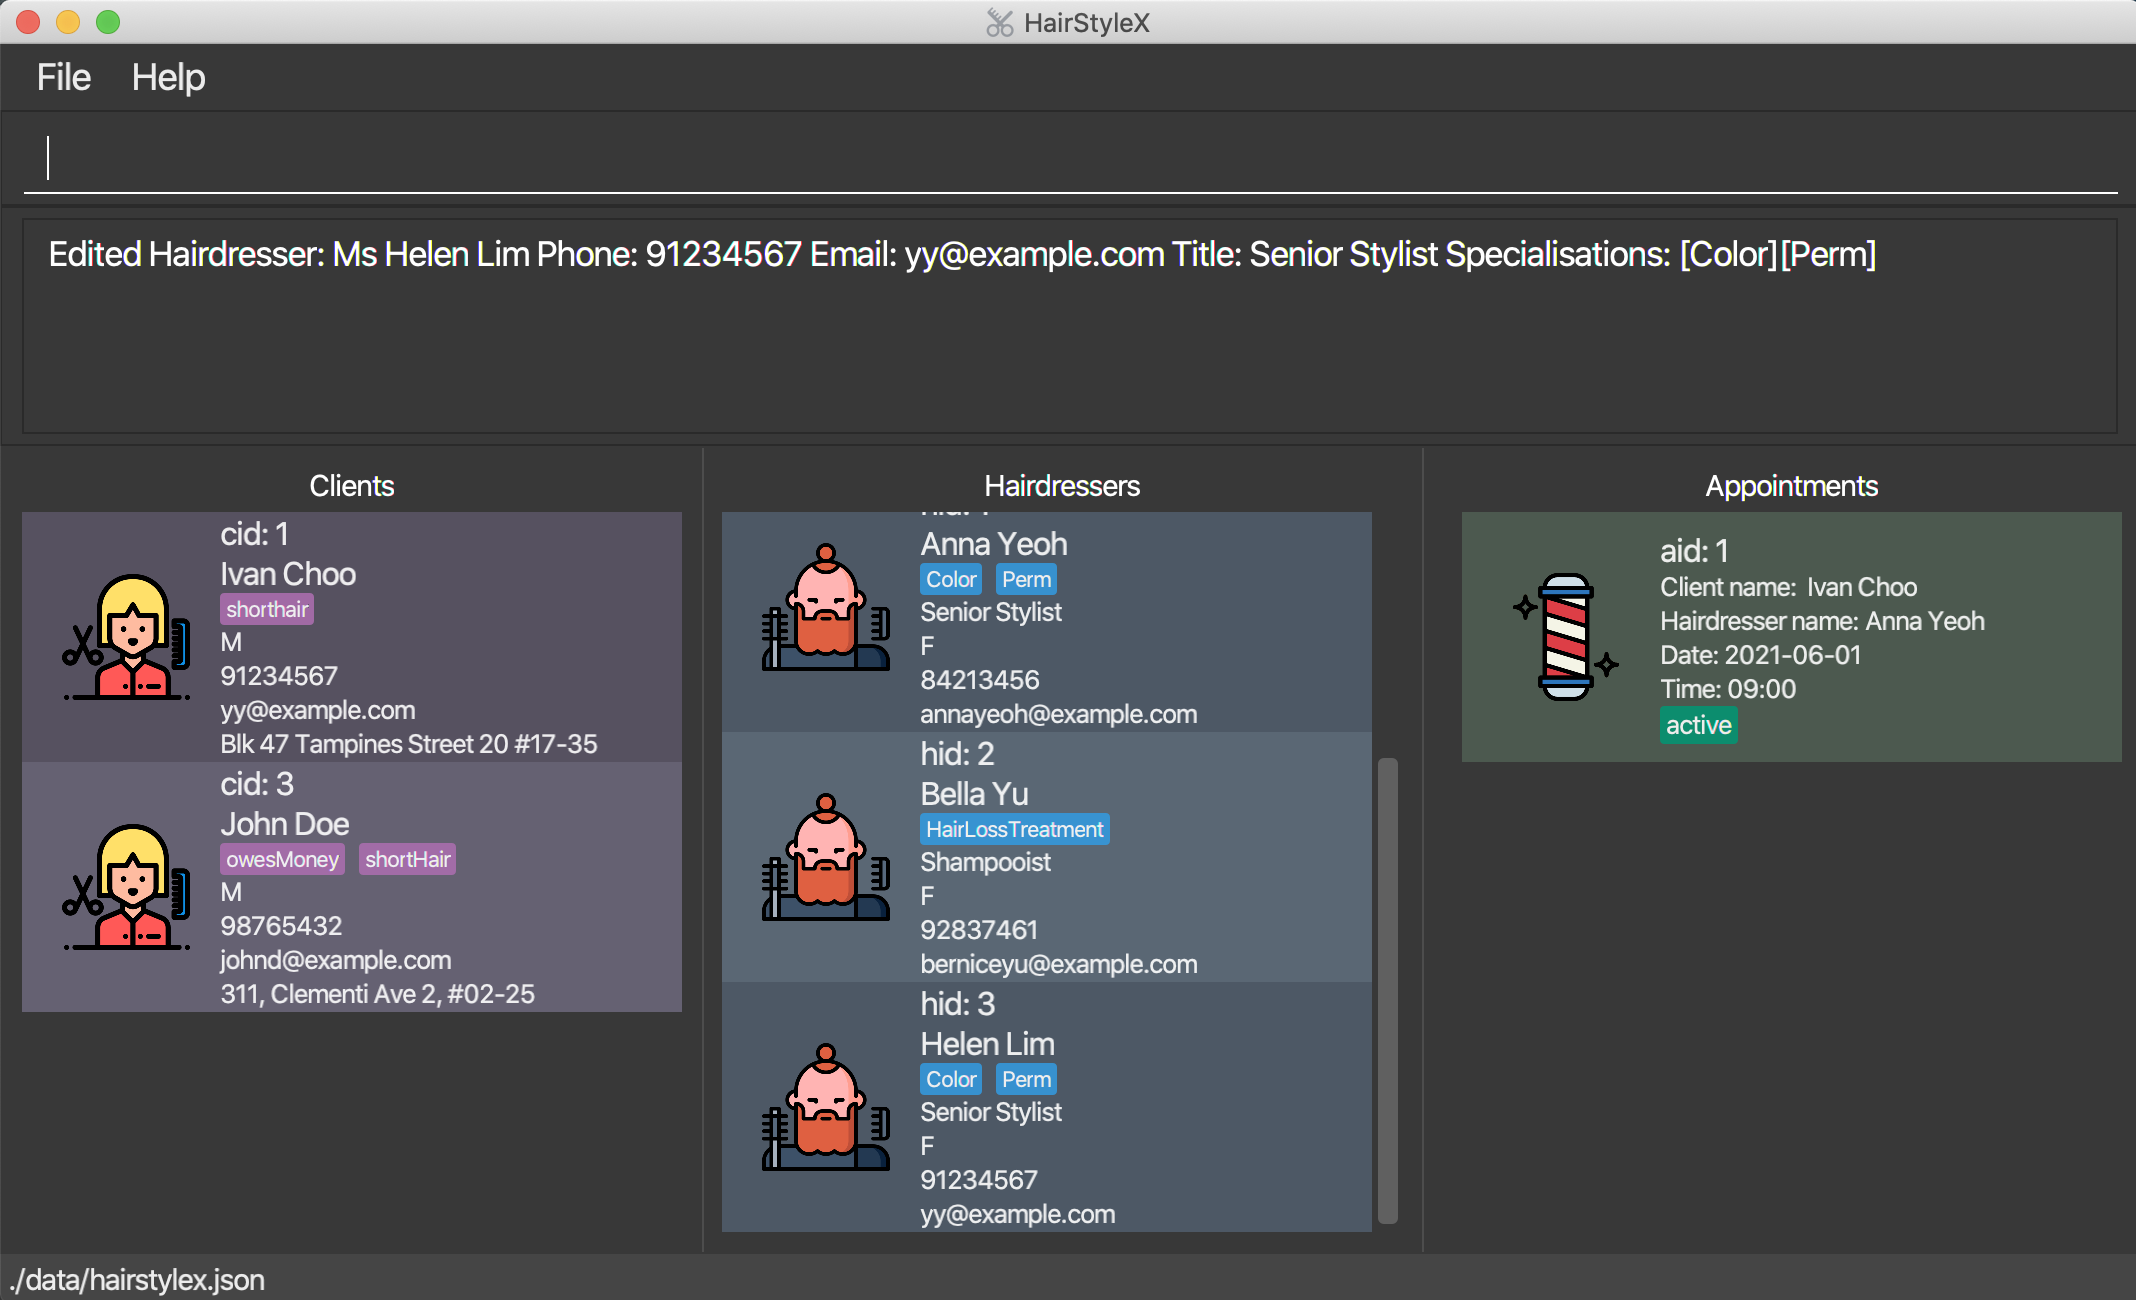 HairStyleX
File Help
Edited Hairdresser: Ms Helen Lim Phone: 91234567 Email: yy@example.com Title: Senior Stylist Specialisations: [Color][Perm]
Clients
cid: 1
Ivan Choo
shorthair
M
91234567
yy@example.com
Blk 47 Tampines Street 20 #17-35
cid: 3
John Doe
owesMoney shortHair
M
98765432
johnd@example.com
311, Clementi Ave 2, #02-25
Hairdressers
Anna Yeoh
Color Perm
Senior Stylist
F
84213456
annayeoh@example.com
hid: 2
Bella Yu
HairLossTreatment
Shampooist
F
92837461
berniceyu@example.com
hid: 3
Helen Lim
Color Perm
Senior Stylist
F
91234567
yy@example.com
Appointments
aid: 1
Client name: Ivan Choo
Hairdresser name: Anna Yeoh
Date: 2021-06-01
Time: 09:00
active
./data/hairstylex.json